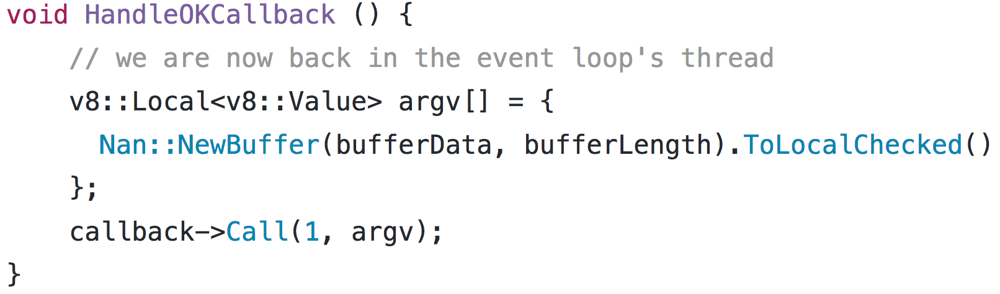 void HandleOKCallback () {
// we are now back in the event loop's thread
v8::Local<v8::Value> argv[] = {
Nan::NewBuffer(bufferData, bufferLength).ToLocalChecked()
};
callback->Call(1, argv);
}